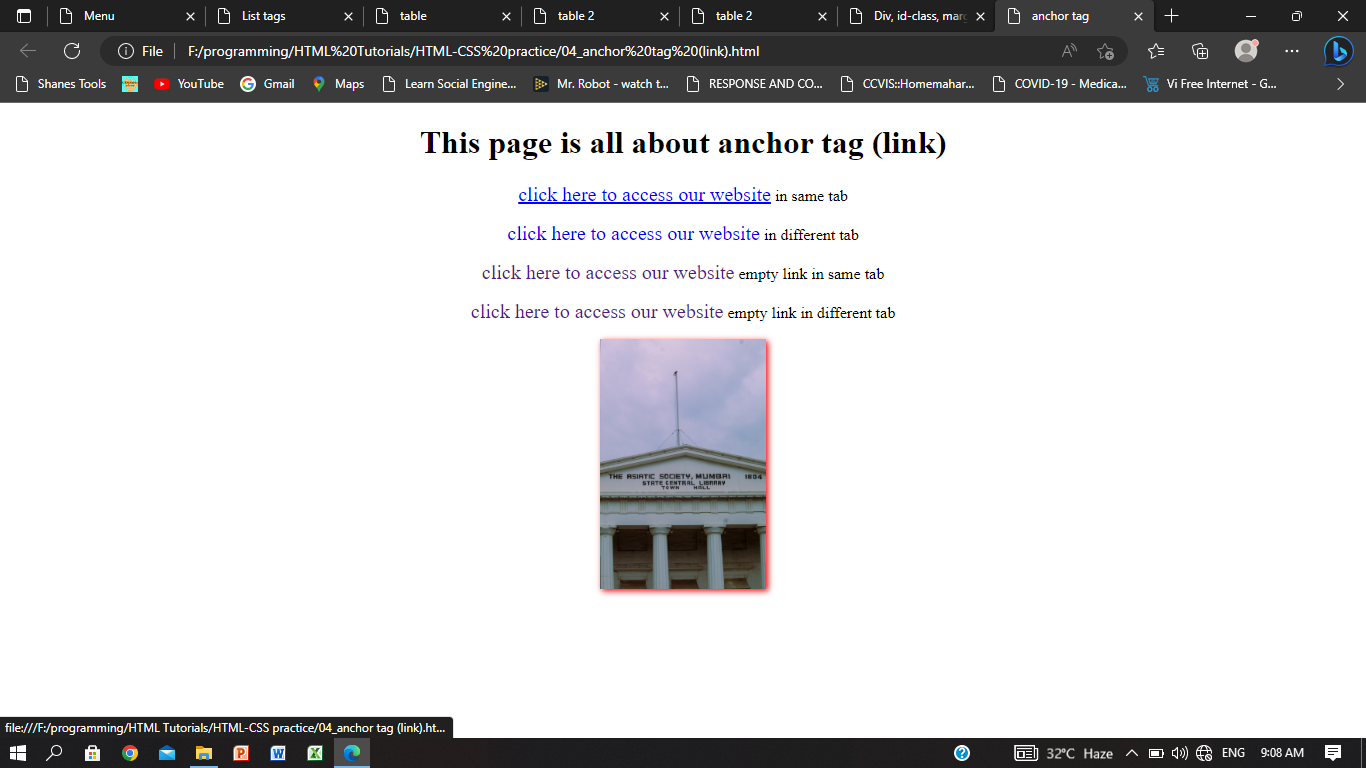 Menu
List tags
table
table 2
table 2
Div, id-class, marg
anchor tag
File
F:/programming/HTML%20Tutorials/HTML-CSS%20practice/04_anchor%20tag%20(link).html
Shanes Tools
YouTube
Gmail
Maps
Learn Social Engine...
Mr. Robot - watch t...
RESPONSE AND CO...
CCVIS::Homemahar...
COVID-19 - Medica...
Vi Free Internet - G...
This page is all about anchor tag (link)
click here to access our website in same tab
click here to access our website in different tab
click here to access our website empty link in same tab
click here to access our website empty link in different tab
THE ASIATIC SOCIETY, MUMBAI 1804
STATE CENTRAL LIBRARY
TOWN HALL
file:///F:/programming/HTML Tutorials/HTML-CSS practice/04_anchor tag (link).ht...
32°C Haze
ENG
9:08 AM